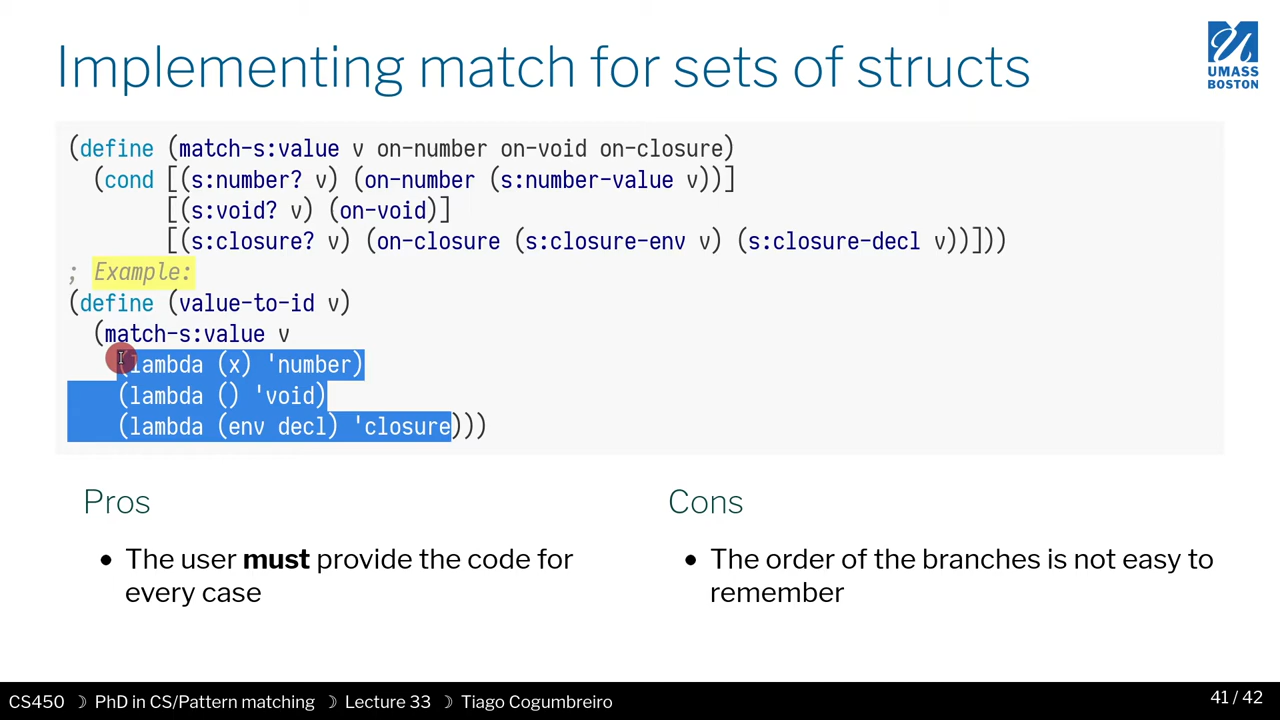 Implementing match for sets of structs
UMASS
BOSTON
(define (match-s:value v on-number on-void on-closure)
  (cond [(s:number? v) (on-number (s:number-value v))]
        [(s:void? v) (on-void)]
        [(s:closure? v) (on-closure (s:closure-env v) (s:closure-decl v))]))
; Example:
(define (value-to-id v)
  (match-s:value v
    (lambda (x) 'number)
    (lambda () 'void)
    (lambda (env decl) 'closure)))
Pros
• The user must provide the code for
every case
Cons
• The order of the branches is not easy to
remember
CS450 ☽ PhD in CS/Pattern matching ☽ Lecture 33 ☽ Tiago Cogumbreiro
41 / 42